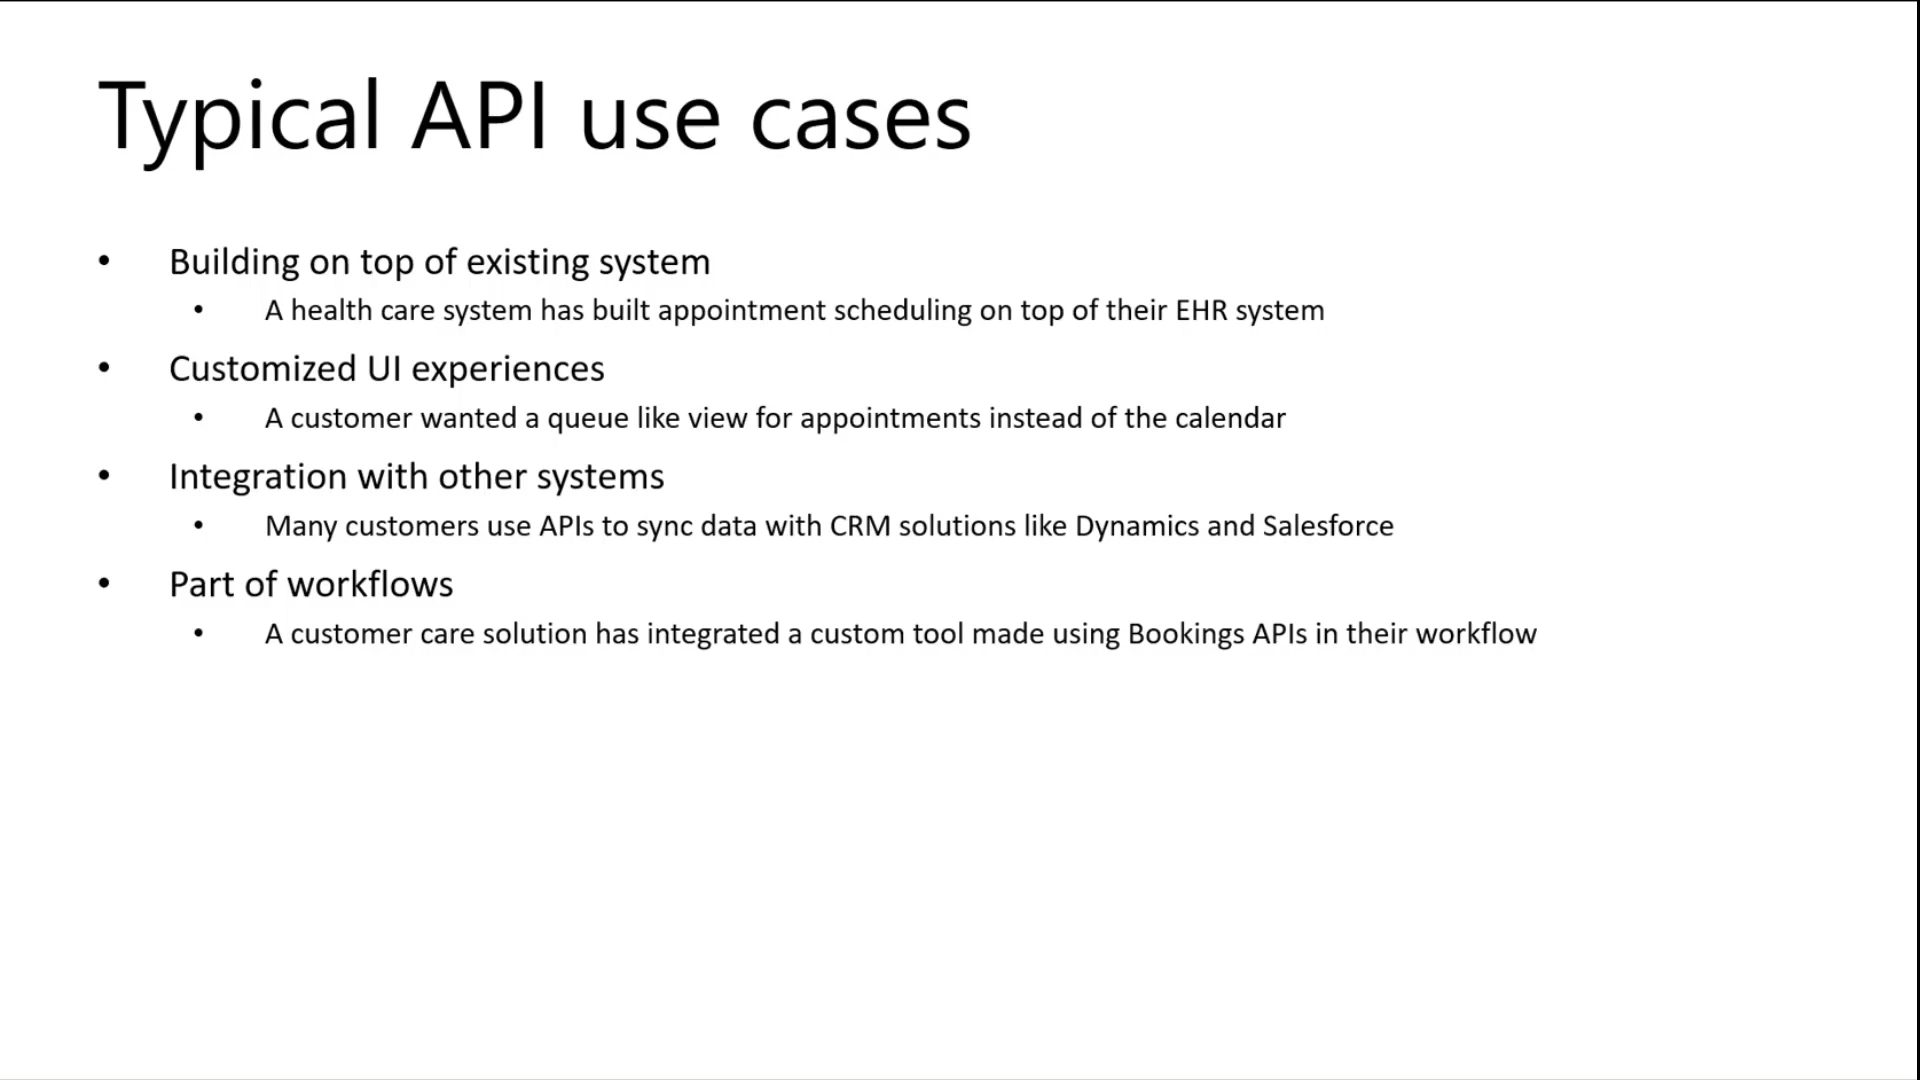 Typical API use cases
• Building on top of existing system
• A health care system has built appointment scheduling on top of their EHR system
• Customized UI experiences
• A customer wanted a queue like view for appointments instead of the calendar
• Integration with other systems
• Many customers use APIs to sync data with CRM solutions like Dynamics and Salesforce
• Part of workflows
• A customer care solution has integrated a custom tool made using Bookings APIs in their workflow